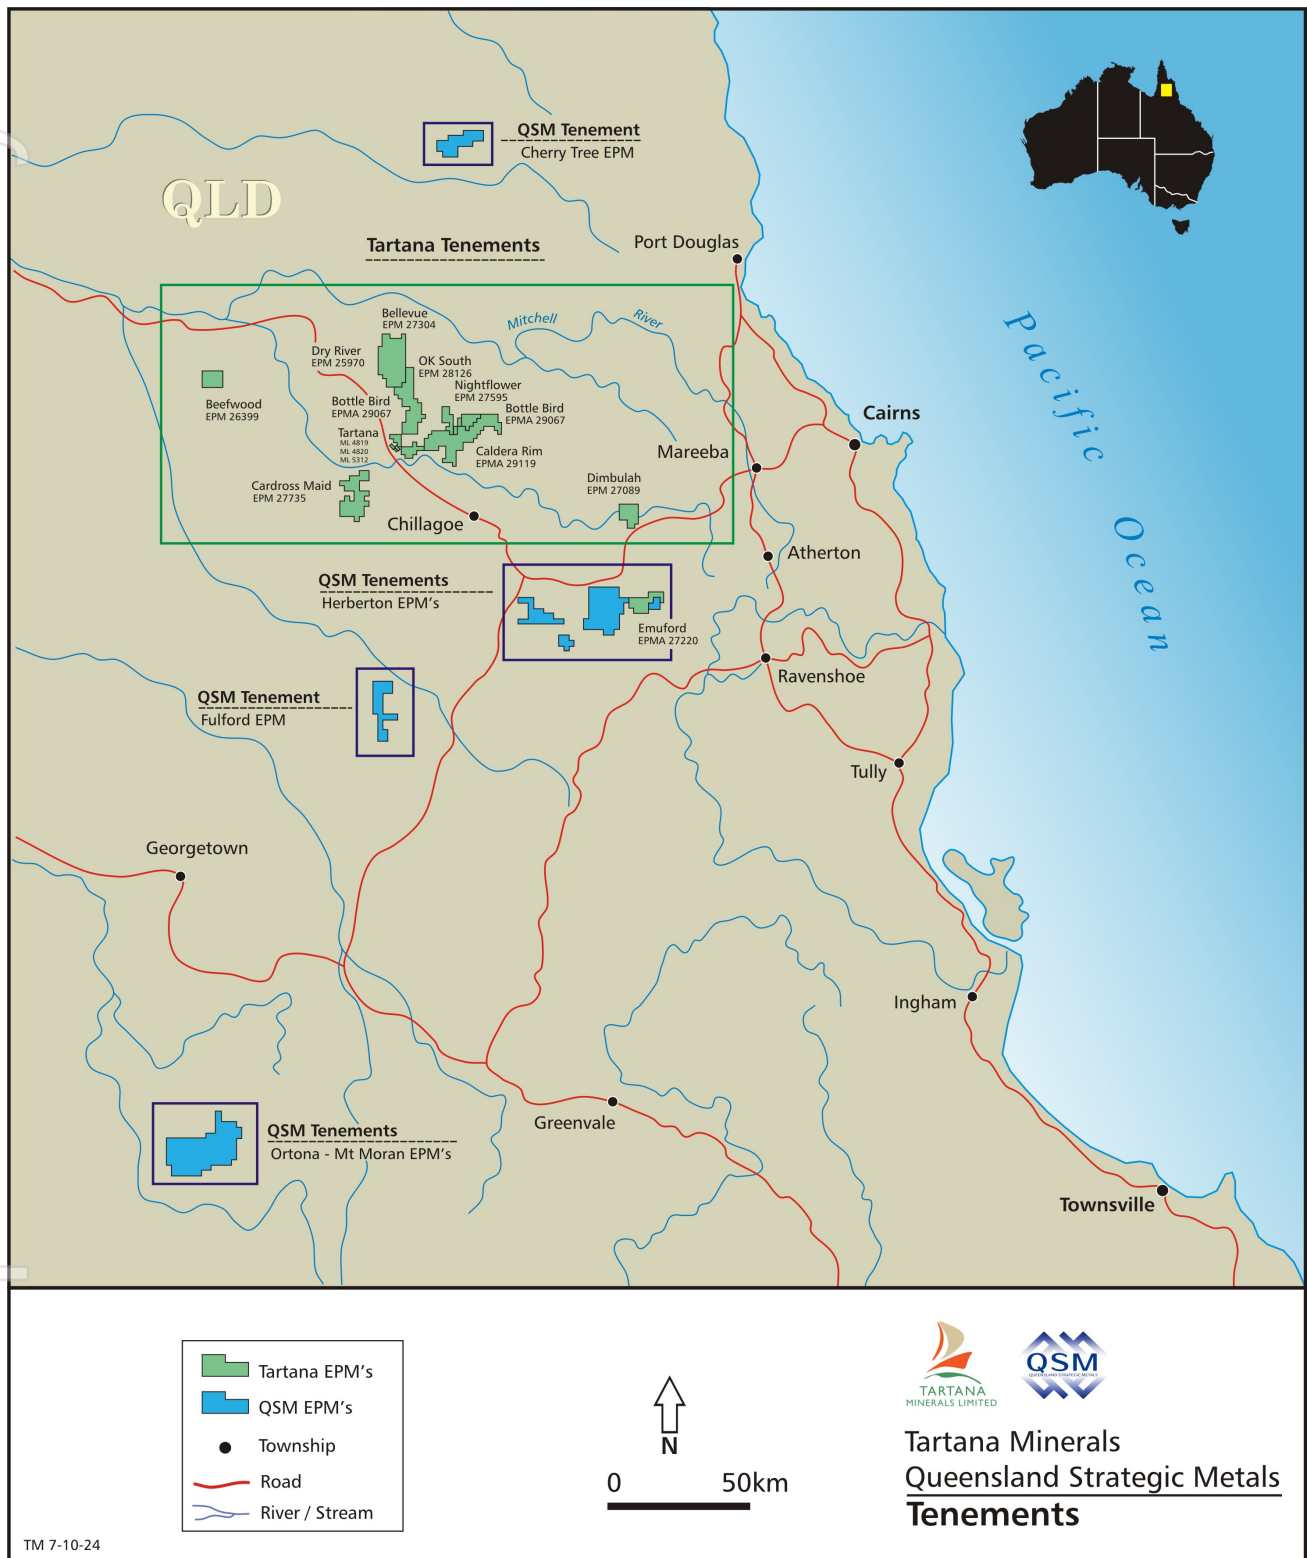 QSM Tenement
Cherry Tree EPM
QLD
Tartana Tenements
Port Douglas
Bellevue
EPM 27304
Mitchell
River
Pacific
Ocean
Dry River
EPM 25970
OK South
EPM 28126
Nightflower
EPM 27595
Beefwood
EPM 26399
Bottle Bird
EPMA 29067
Bottle Bird
EPMA 29067
Cairns
Tartana
ML 4819
ML 4820
ML 5312
Caldera Rim
EPMA 29119
Mareeba
Cardross Maid
EPM 27735
Dimbulah
EPM 27089
Chillagoe
Atherton
QSM Tenements
Herberton EPM's
Emuford
EPMA 27220
Ravenshoe
QSM Tenement
Fulford EPM
Tully
Georgetown
Ingham
Greenvale
QSM Tenements
Ortona - Mt Moran EPM's
Townsville
Tartana EPM's
QSM EPM's
Township
Road
River / Stream
N
0 50km
TARTANA
MINERALS LIMITED
QSM
QUEENSLAND STRATEGIC METALS
Tartana Minerals
Queensland Strategic Metals
Tenements
TM 7-10-24